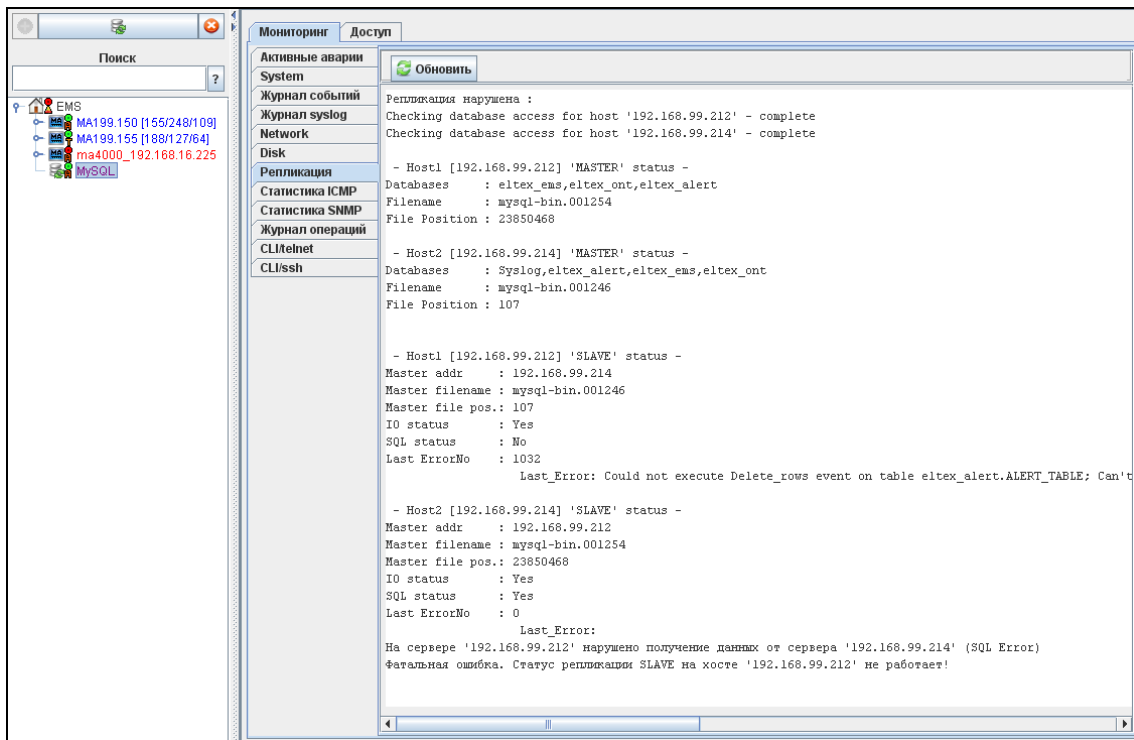 Поиск
?
EMS
MA199.150 [155/248/109]
MA199.155 [188/127/64]
ma4000_192.168.16.225
MySQL
Мониторинг
Доступ
Активные аварии
System
Журнал событий
Журнал syslog
Network
Disk
Репликация
Статистика ICMP
Статистика SNMP
Журнал операций
CLI/telnet
CLI/ssh
Обновить
Репликация нарушена :
Checking database access for host '192.168.99.212' - complete
Checking database access for host '192.168.99.214' - complete
- Host1 [192.168.99.212] 'MASTER' status -
Databases : eltex_ems,eltex_ont,eltex_alert
Filename : mysql-bin.001254
File Position : 23850468
- Host2 [192.168.99.214] 'MASTER' status -
Databases : Syslog,eltex_alert,eltex_ems,eltex_ont
Filename : mysql-bin.001246
File Position : 107
- Host1 [192.168.99.212] 'SLAVE' status -
Master addr : 192.168.99.214
Master filename : mysql-bin.001246
Master file pos.: 107
IO status : Yes
SQL status : No
Last ErrorNo : 1032
Last_Error: Could not execute Delete_rows event on table eltex_alert.ALERT_TABLE; Can't
- Host2 [192.168.99.214] 'SLAVE' status -
Master addr : 192.168.99.212
Master filename : mysql-bin.001254
Master file pos.: 23850468
IO status : Yes
SQL status : Yes
Last ErrorNo : 0
Last_Error:
На сервере '192.168.99.212' нарушено получение данных от сервера '192.168.99.214' (SQL Error)
Фатальная ошибка. Статус репликации SLAVE на хосте '192.168.99.212' не работает!